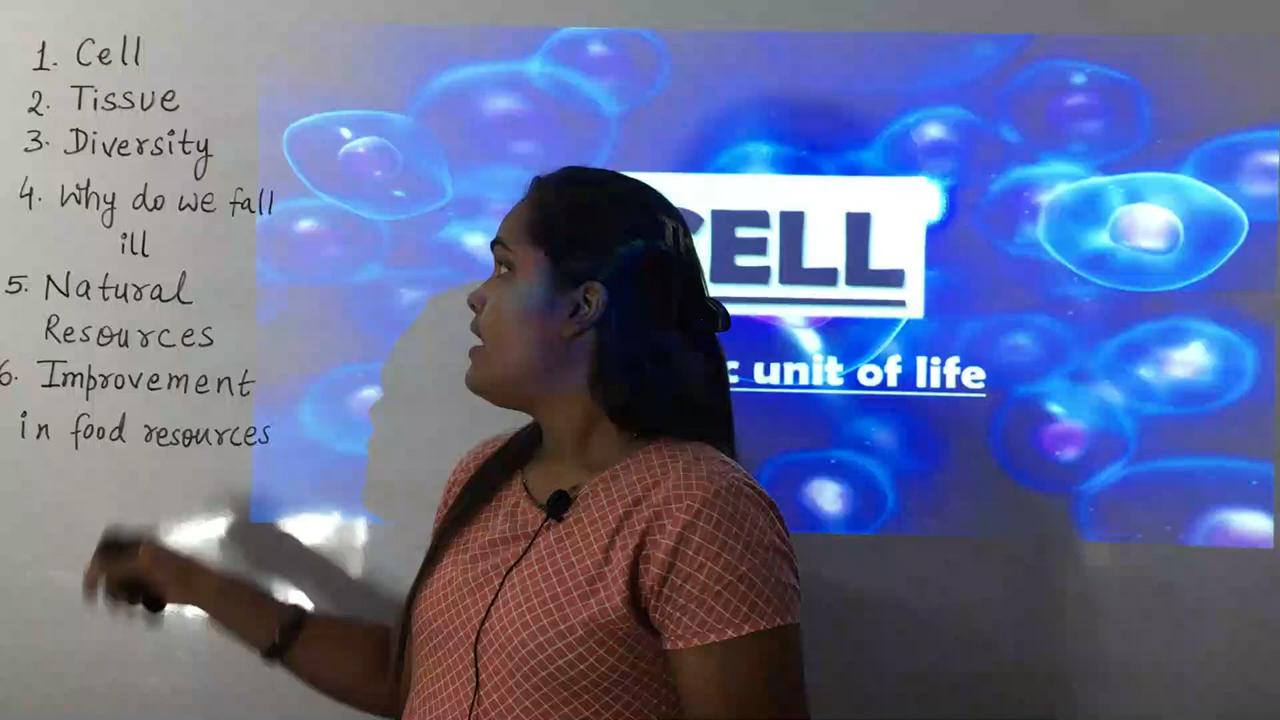 1. Cell
2. Tissue
3. Diversity
4. Why do we fall
ill
5. Natural
Resources
6. Improvement
in food resources
CELL
unit of life